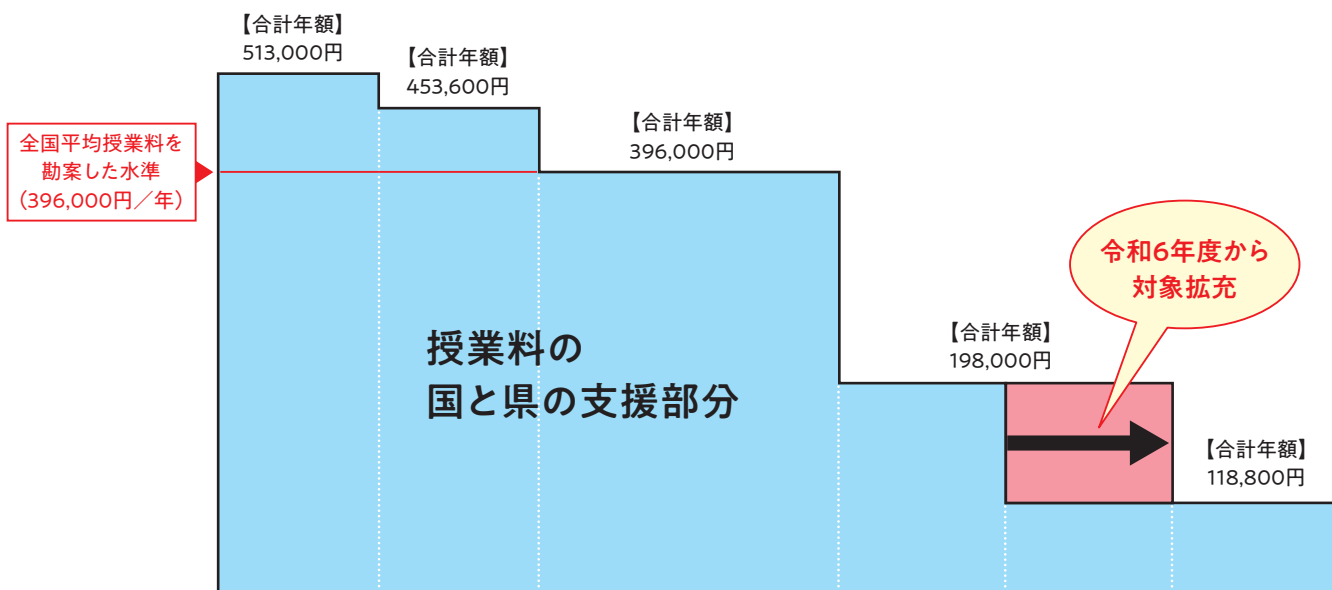 【合計年額】
513,000円
【合計年額】
453,600円
【合計年額】
396,000円
全国平均授業料を
勘案した水準
（396,000円／年）
令和6年度から
対象拡充
授業料の
国と県の支援部分
【合計年額】
198,000円
【合計年額】
118,800円